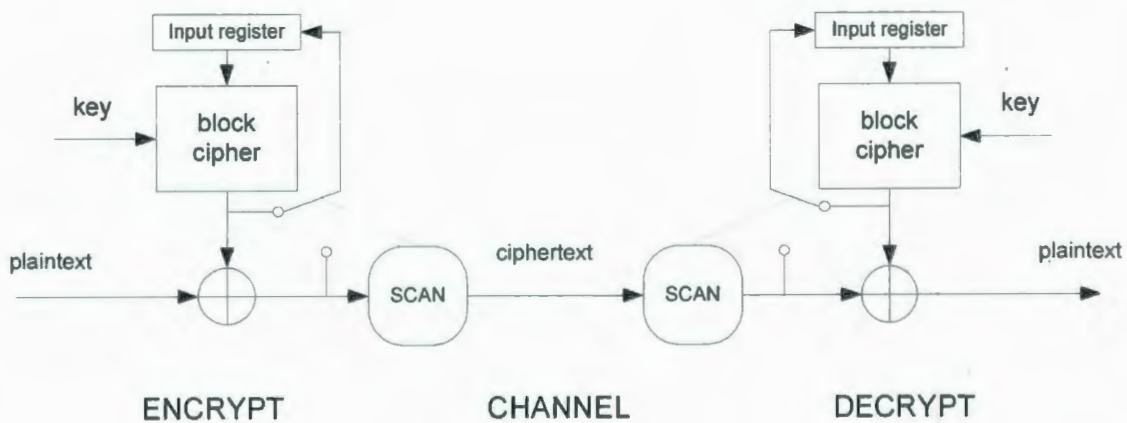 Input register
Input register
key
block
cipher
block
cipher
key
plaintext
ciphertext
plaintext
SCAN
SCAN
ENCRYPT
CHANNEL
DECRYPT